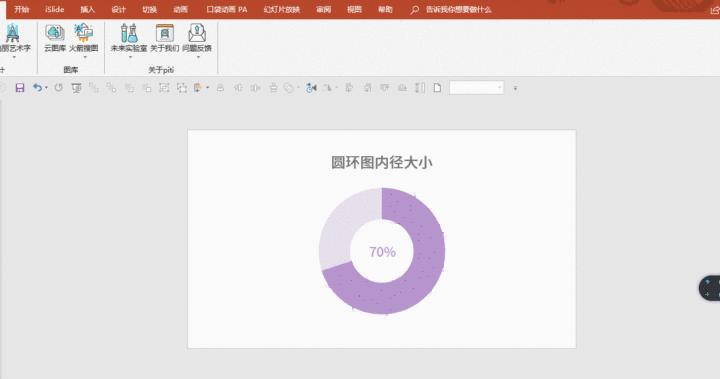 开始 iSlide 插入 设计 切换 动画 口袋动画 PA 幻灯片放映 审阅 视图 帮助 告诉我你想要做什么
丽艺术字 云图库 火箭搜图 未来实验室 关于我们 问题反馈
计 图库 关于piti
圆环图内径大小
70%